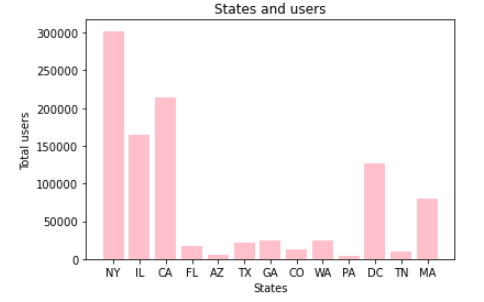 States and users
Total users
300000
250000
200000
150000
100000
50000
0
NY IL CA FL AZ TX GA CO WA PA DC TN MA
States